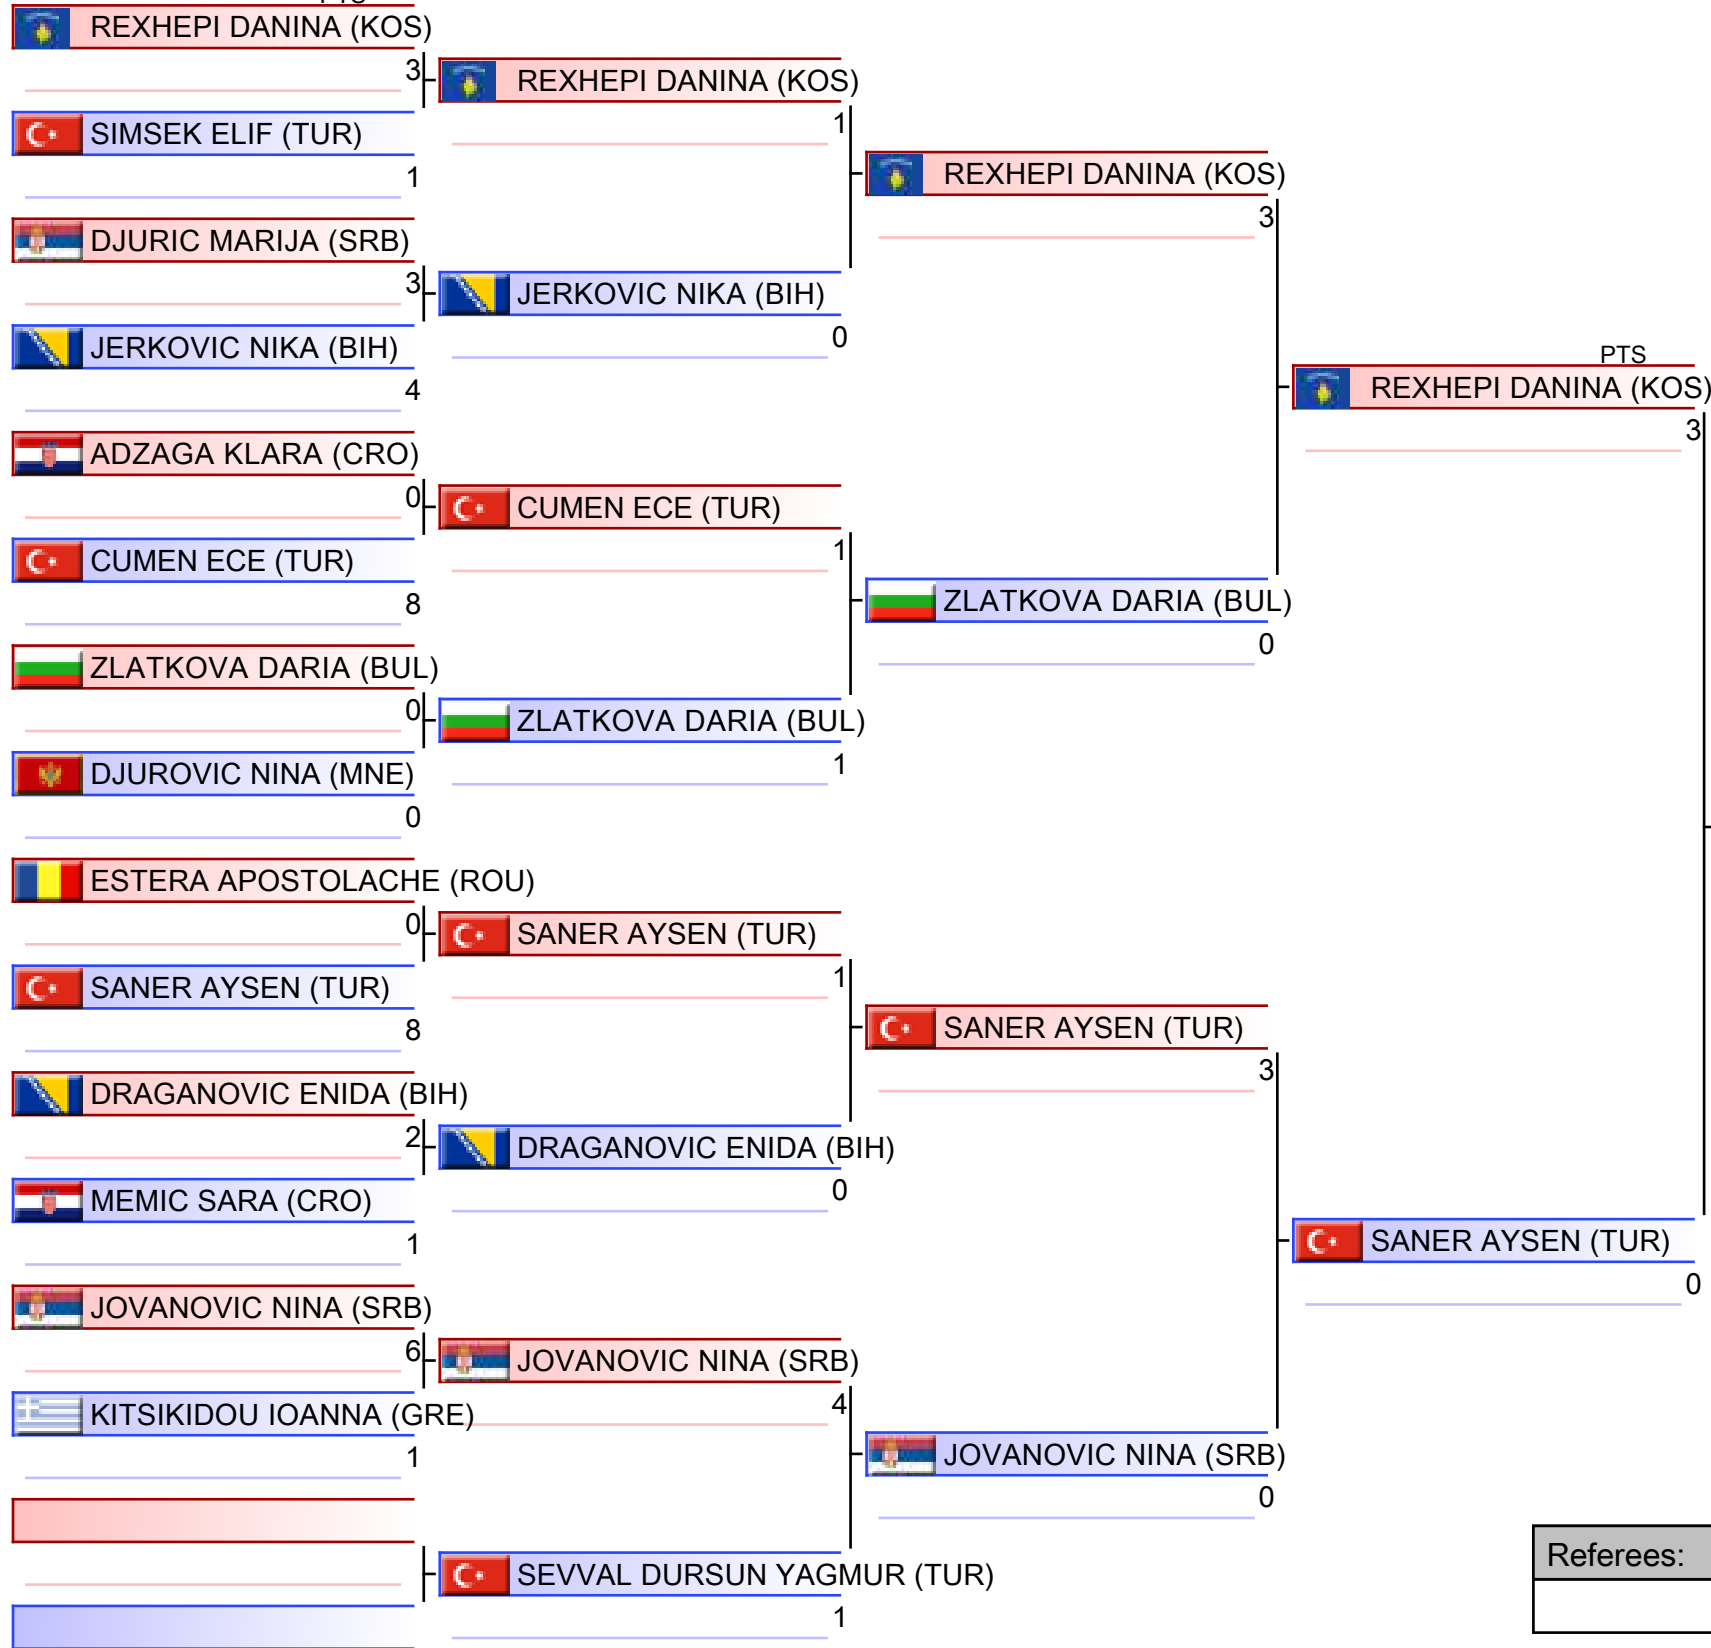 REXHEPI DANINA (KOS)
3
SIMSEK ELIF (TUR)
1
DJURIC MARIJA (SRB)
3
JERKOVIC NIKA (BIH)
4
ADZAGA KLARA (CRO)
0
CUMEN ECE (TUR)
8
ZLATKOVA DARIA (BUL)
0
DJUROVIC NINA (MNE)
0
ESTERA APOSTOLACHE (ROU)
0
SANER AYSEN (TUR)
8
DRAGANOVIC ENIDA (BIH)
2
MEMIC SARA (CRO)
1
JOVANOVIC NINA (SRB)
6
KITSIKIDOU IOANNA (GRE)
1
REXHEPI DANINA (KOS)
1
JERKOVIC NIKA (BIH)
0
CUMEN ECE (TUR)
1
ZLATKOVA DARIA (BUL)
1
SANER AYSEN (TUR)
1
DRAGANOVIC ENIDA (BIH)
0
JOVANOVIC NINA (SRB)
4
SEVVAL DURSUN YAGMUR (TUR)
1
REXHEPI DANINA (KOS)
3
ZLATKOVA DARIA (BUL)
0
SANER AYSEN (TUR)
3
JOVANOVIC NINA (SRB)
0
PTS
REXHEPI DANINA (KOS)
3
SANER AYSEN (TUR)
0
Referees: